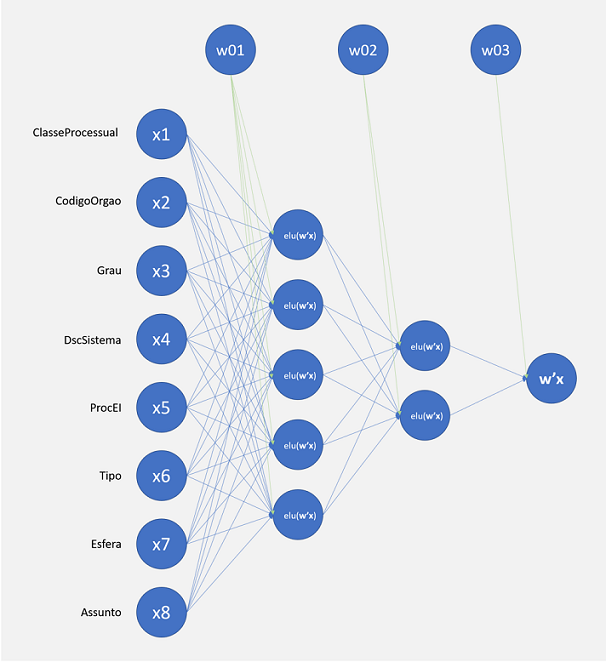 w01
w02
w03
ClasseProcessual
x1
CodigoOrgao
x2
Grau
x3
DscSistema
x4
ProcEl
x5
Tipo
x6
Esfera
x7
Assunto
x8
elu(w'x)
elu(w'x)
elu(w'x)
elu(w'x)
elu(w'x)
elu(w'x)
elu(w'x)
w'x